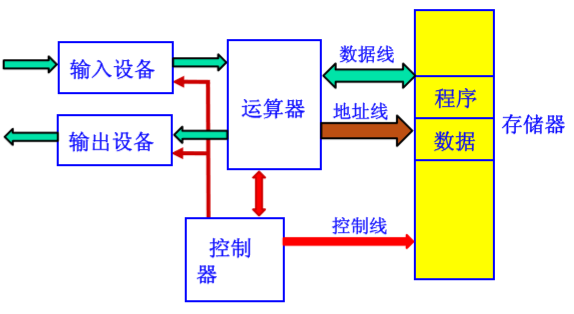 输入设备
输出设备
运算器
控制
器
数据线
地址线
控制线
程序
数据
存储器